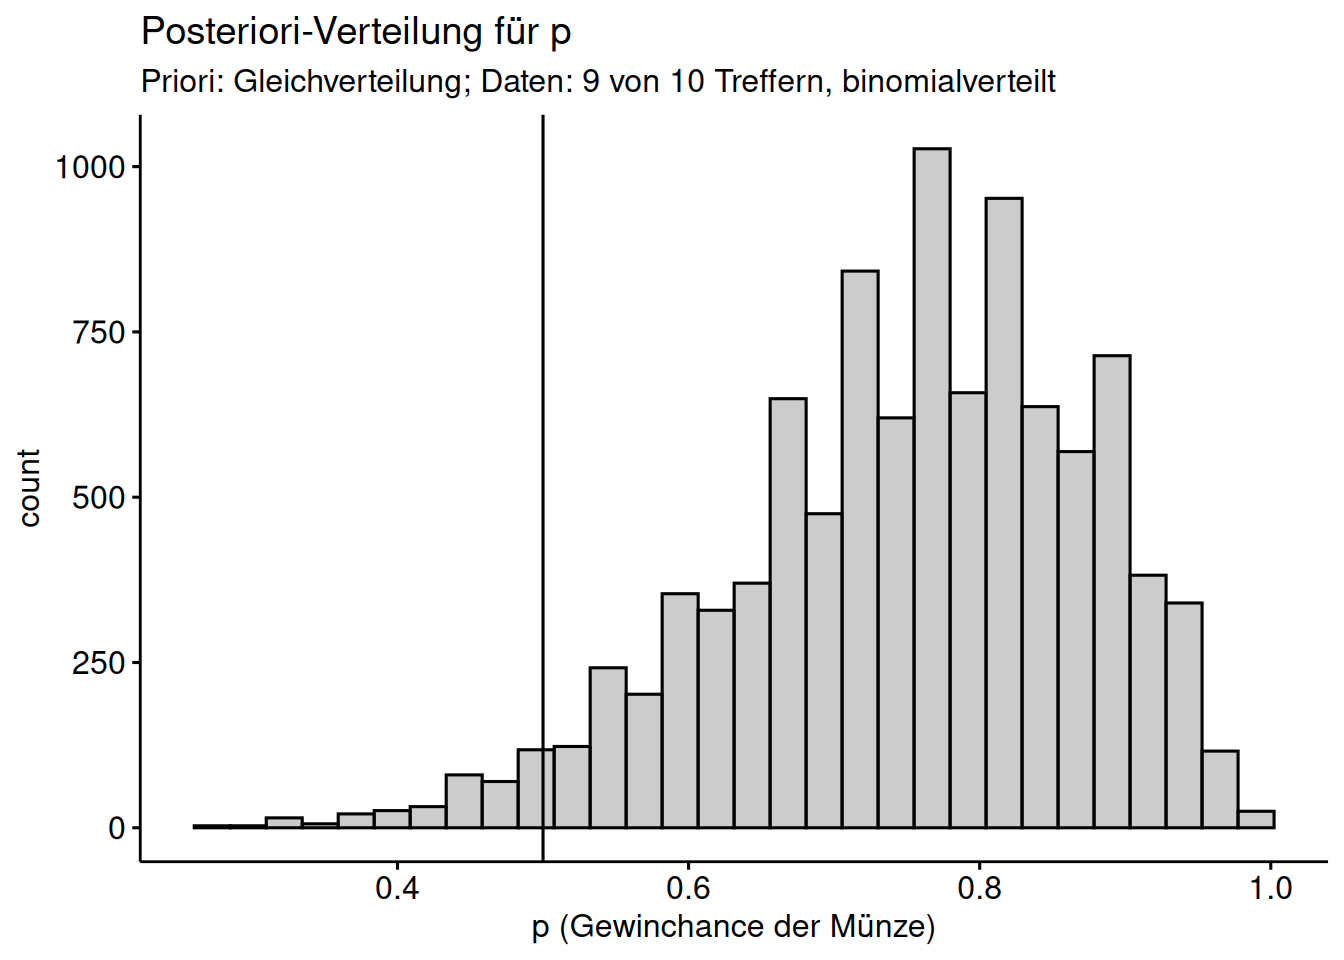 Posteriori-Verteilung für p
Priori: Gleichverteilung; Daten: 9 von 10 Treffern, binomialverteilt
1000
750
500
250
0
count
0.4 0.6 0.8 1.0
p (Gewinchance der Münze)